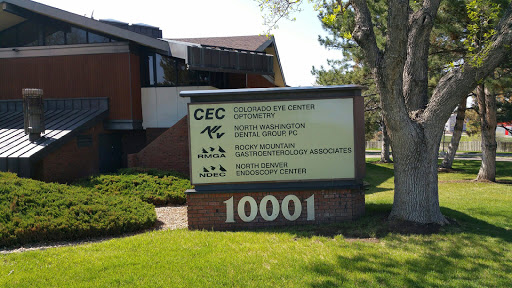 CEC COLORADO EYE CENTER
OPTOMETRY
NORTH WASHINGTON
DENTAL GROUP, PC
RMGA ROCKY MOUNTAIN
GASTROENTEROLOGY ASSOCIATES
NDEC NORTH DENVER
ENDOSCOPY CENTER
10001